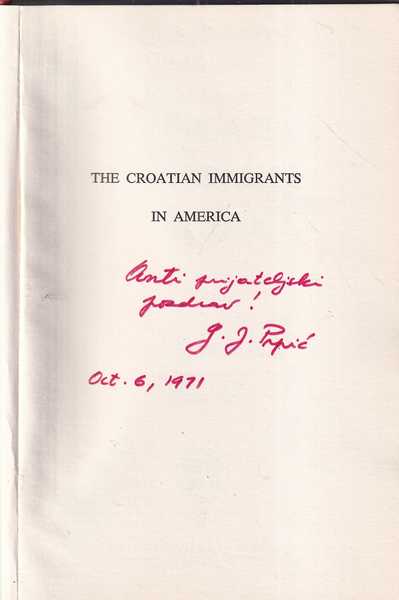 THE CROATIAN IMMIGRANTS
IN AMERICA
Anti prijateljski
pozdrav!
G. J. Prpić
Oct. 6, 1971